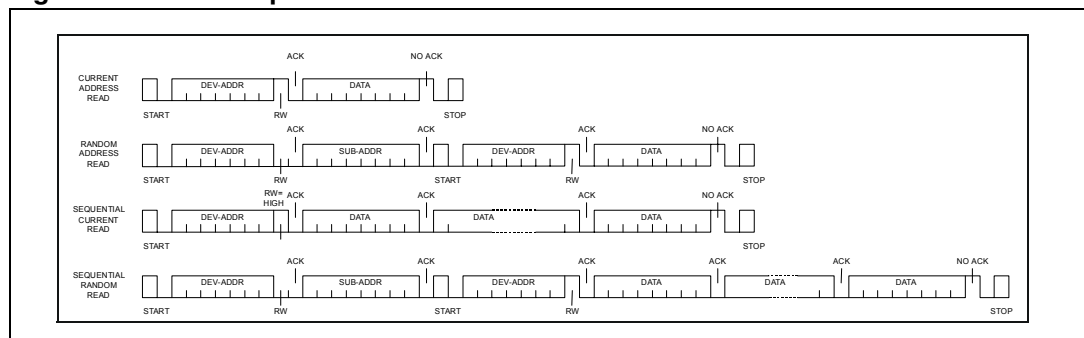 ACK NO ACK
CURRENT
ADDRESS
READ
DEV-ADDR DATA
START RW STOP
ACK ACK ACK NO ACK
RANDOM
ADDRESS
READ
DEV-ADDR SUB-ADDR DEV-ADDR DATA
START RW START RW STOP
RW=
HIGH
ACK ACK ACK NO ACK
SEQUENTIAL
CURRENT
READ
DEV-ADDR DATA DATA DATA
START STOP
ACK ACK ACK ACK ACK NO ACK
SEQUENTIAL
RANDOM
READ
DEV-ADDR SUB-ADDR DEV-ADDR DATA DATA DATA
START RW START RW STOP